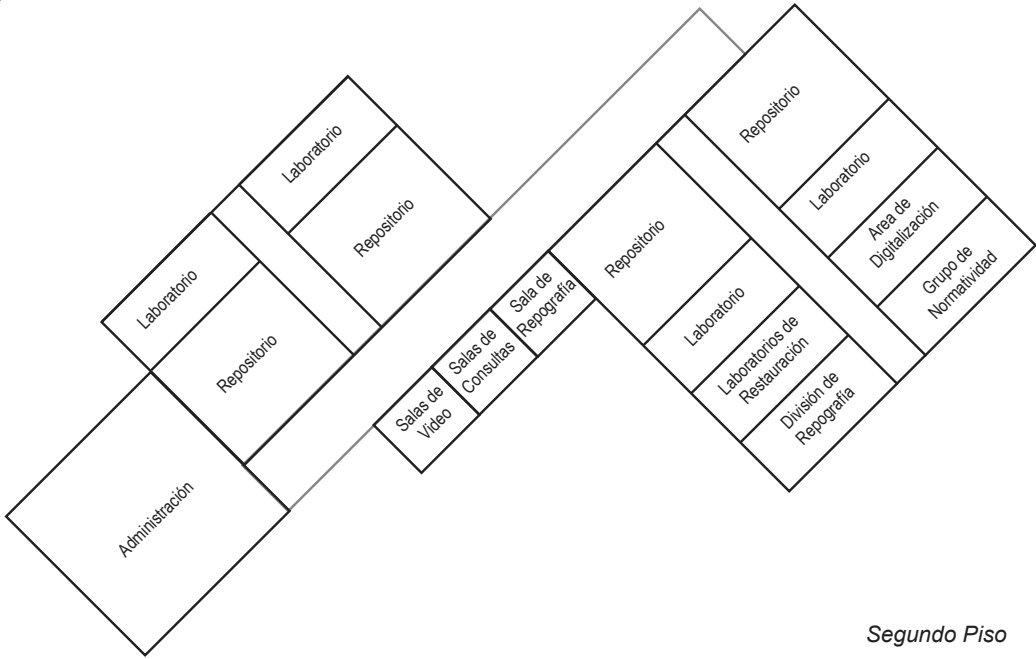 Laboratorio
Repositorio
Laboratorio
Repositorio
Administración
Salas de
Video
Salas de
Consultas
Sala de
Repografía
Repositorio
Laboratorio
Laboratorios de
Restauración
División de
Repografía
Repositorio
Laboratorio
Area de
Digitalización
Grupo de
Normatividad
Segundo Piso